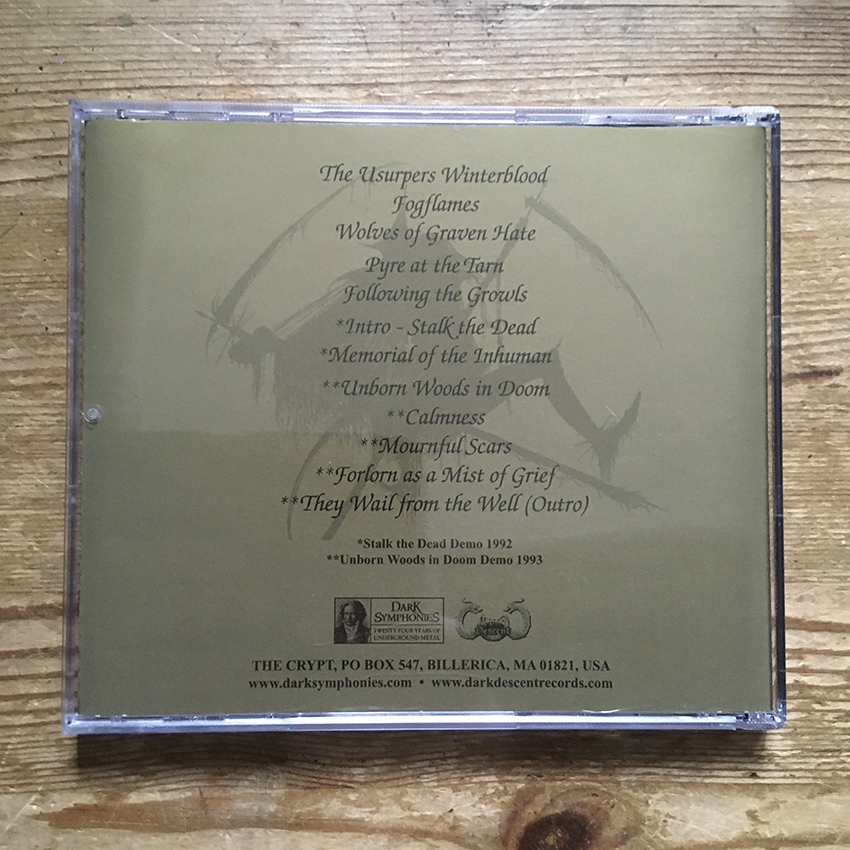 The Usurpers Winterblood
Fogflames
Wolves of Graven Hate
Pyre at the Tarn
Following the Growls
*Intro - Stalk the Dead
*Memorial of the Inhuman
**Unborn Woods in Doom
**Calmness
**Mournful Scars
**Forlorn as a Mist of Grief
**They Wail from the Well (Outro)
*Stalk the Dead Demo 1992
**Unborn Woods in Doom Demo 1993
DARK
SYMPHONIES
TWENTY FOUR YEARS OF
UNDERGROUND METAL
THE CRYPT, PO BOX 547, BILLERICA, MA 01821, USA
www.darksymphonies.com • www.darkdescentrecords.com